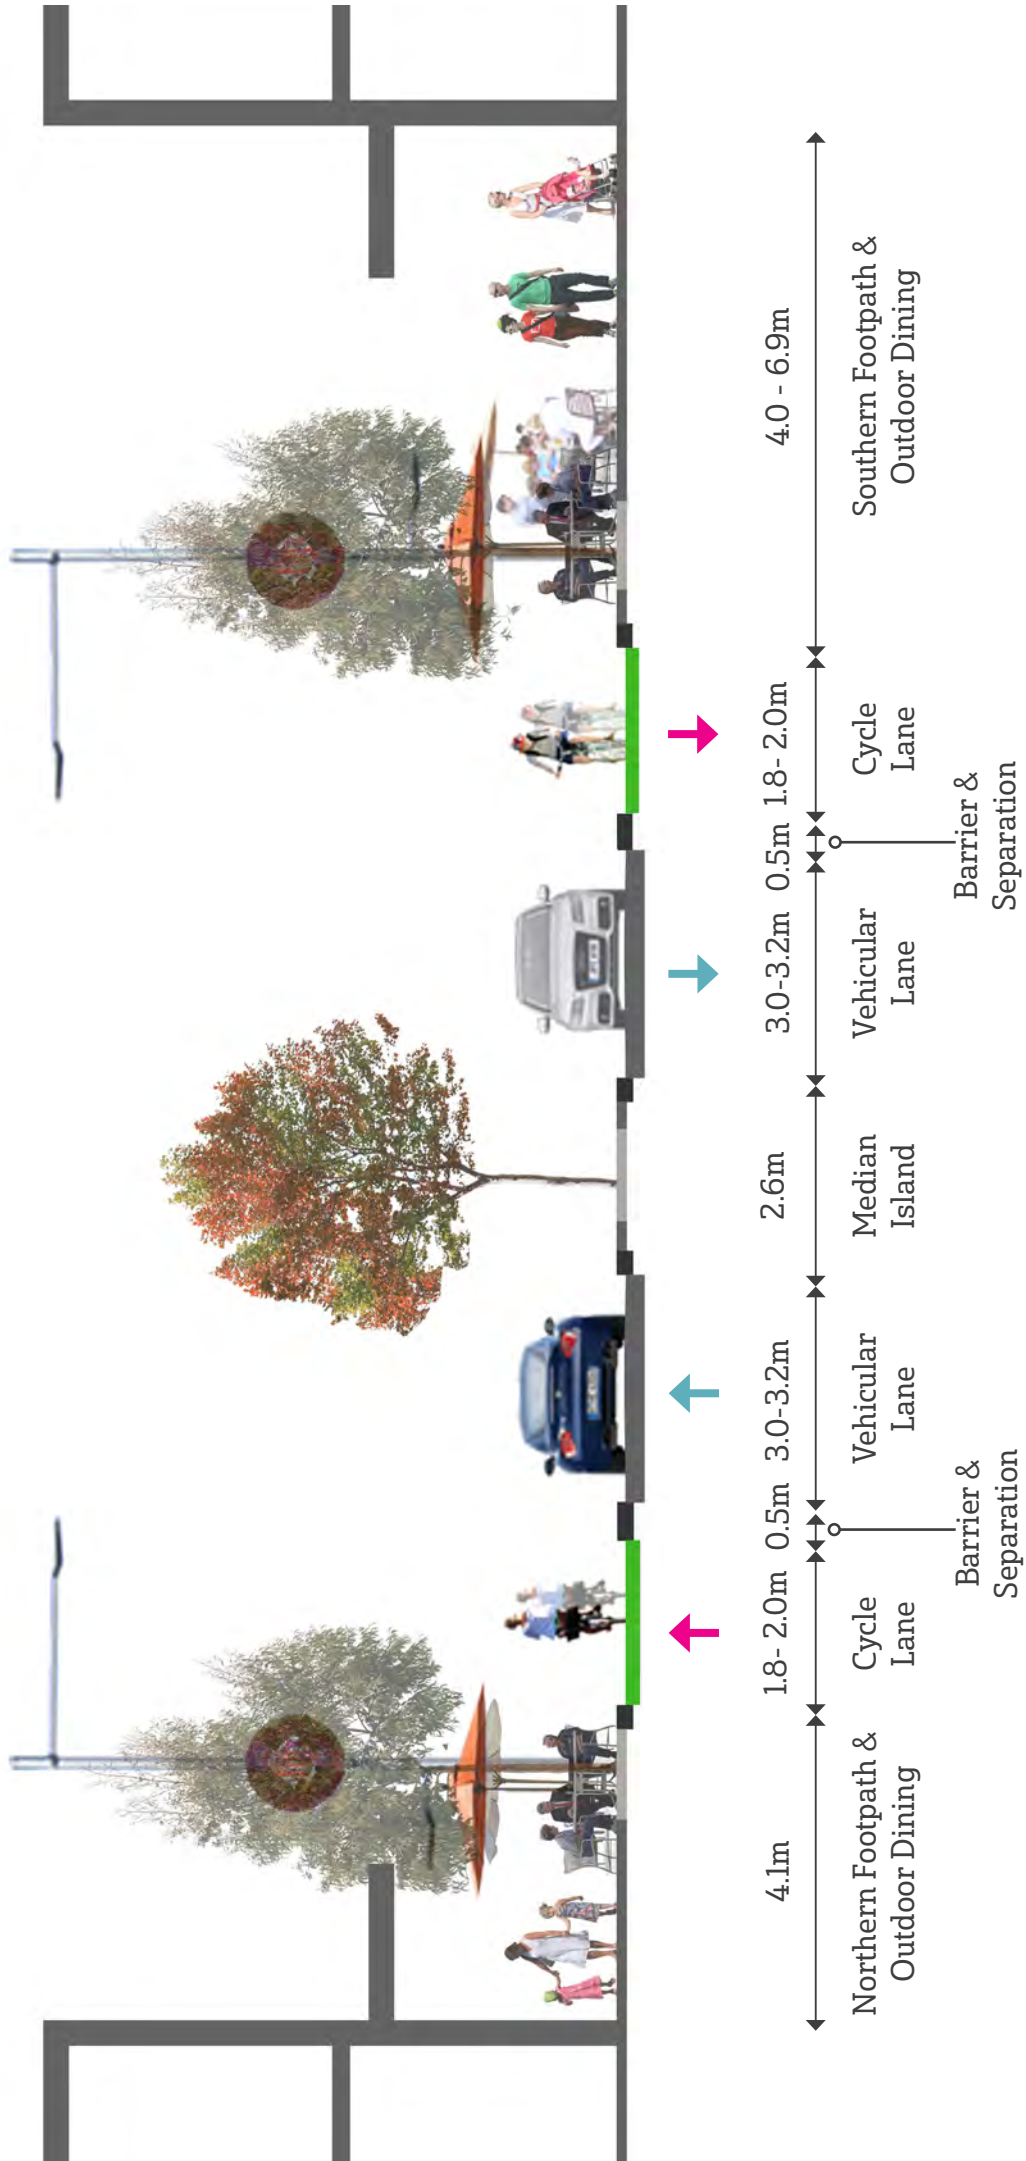 4.1m
1.8- 2.0m
0.5m
3.0-3.2m
2.6m
3.0-3.2m
0.5m
1.8- 2.0m
4.0 - 6.9m
Northern Footpath &
Outdoor Dining
Cycle
Lane
Vehicular
Lane
Median
Island
Vehicular
Lane
Cycle
Lane
Southern Footpath &
Outdoor Dining
Barrier &
Separation
Barrier &
Separation